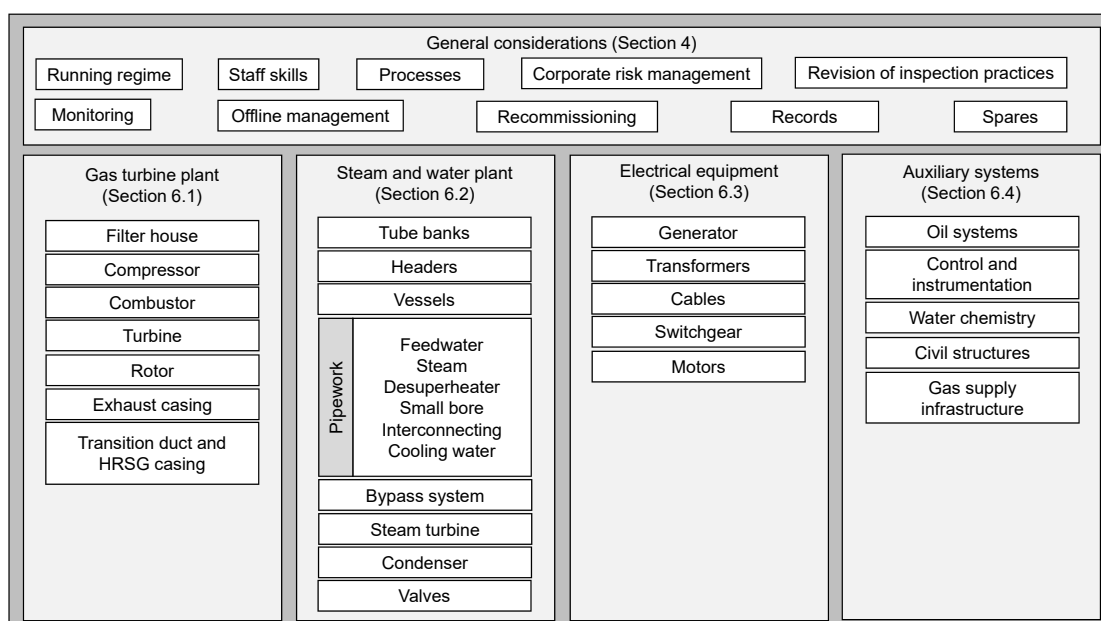 General considerations (Section 4)
Running regime
Staff skills
Processes
Corporate risk management
Revision of inspection practices
Monitoring
Offline management
Recommissioning
Records
Spares
Gas turbine plant
(Section 6.1)
Filter house
Compressor
Combustor
Turbine
Rotor
Exhaust casing
Transition duct and
HRSG casing
Steam and water plant
(Section 6.2)
Tube banks
Headers
Vessels
Pipework
Feedwater
Steam
Desuperheater
Small bore
Interconnecting
Cooling water
Bypass system
Steam turbine
Condenser
Valves
Electrical equipment
(Section 6.3)
Generator
Transformers
Cables
Switchgear
Motors
Auxiliary systems
(Section 6.4)
Oil systems
Control and
instrumentation
Water chemistry
Civil structures
Gas supply
infrastructure